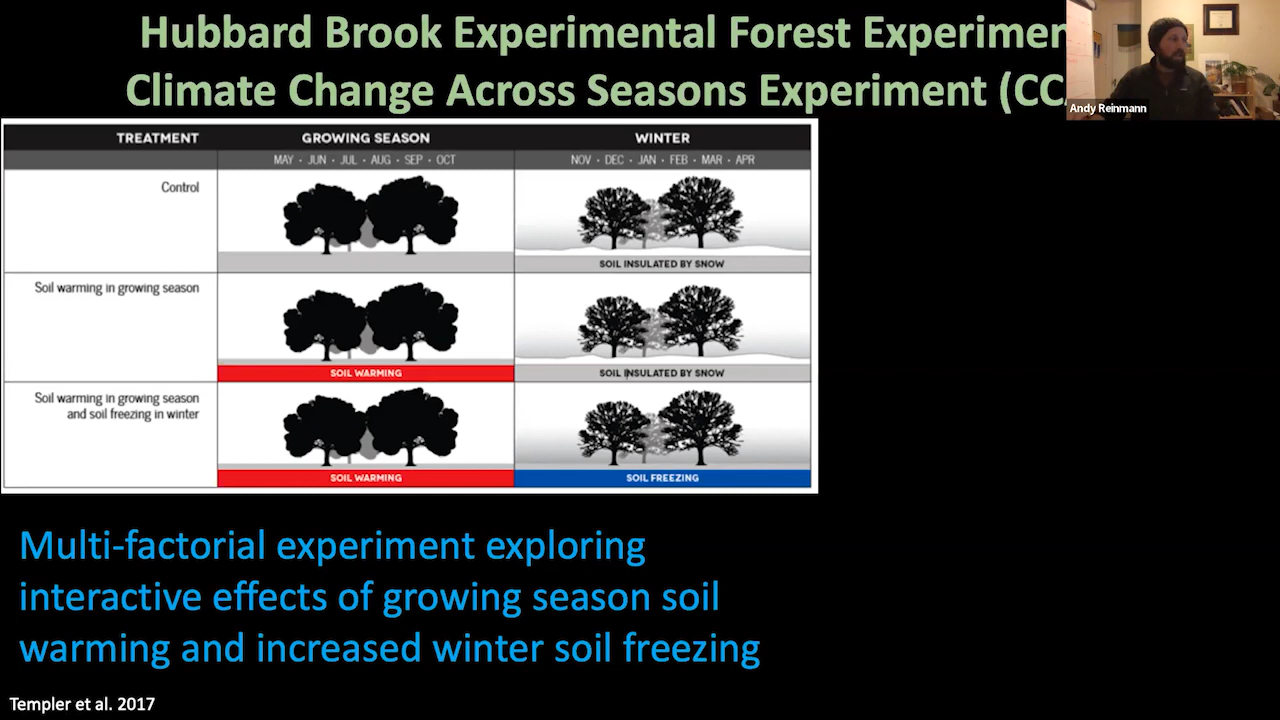 Hubbard Brook Experimental Forest Experimen
Climate Change Across Seasons Experiment (CC
Andy Reinmann
TREATMENT GROWING SEASON WINTER
MAY · JUN · JUL · AUG · SEP · OCT NOV · DEC · JAN · FEB · MAR · APR
Control
SOIL INSULATED BY SNOW
Soil warming in growing season
SOIL WARMING SOIL INSULATED BY SNOW
Soil warming in growing season
and soil freezing in winter
SOIL WARMING SOIL FREEZING
Multi-factorial experiment exploring
interactive effects of growing season soil
warming and increased winter soil freezing
Templer et al. 2017